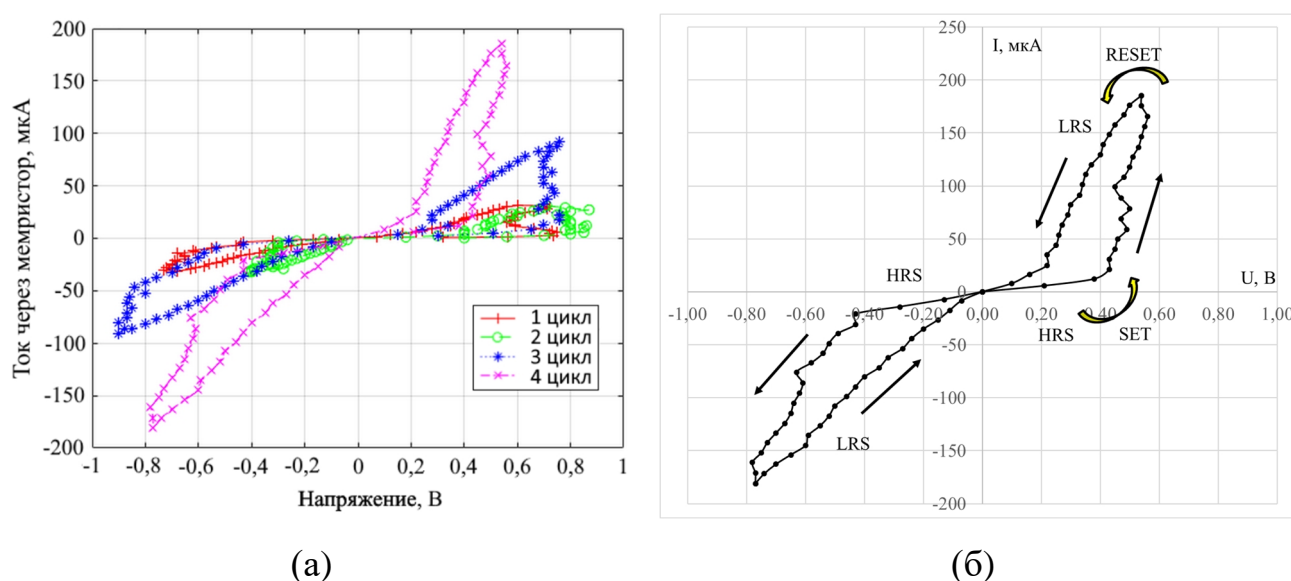 200
150
100
50
0
-50
-100
-150
-200
Ток через мемристор, мкА
-1 -0,8 -0,6 -0,4 -0,2 0 0,2 0,4 0,6 0,8 1
Напряжение, В
1 цикл
2 цикл
3 цикл
4 цикл
(а)
250
200
150
100
50
0
-50
-100
-150
-200
I, мкА
RESET
LRS
HRS
U, В
-1,00 -0,80 -0,60 -0,40 -0,20 0,00 0,20 0,40 0,60 0,80 1,00
HRS SET
LRS
(б)